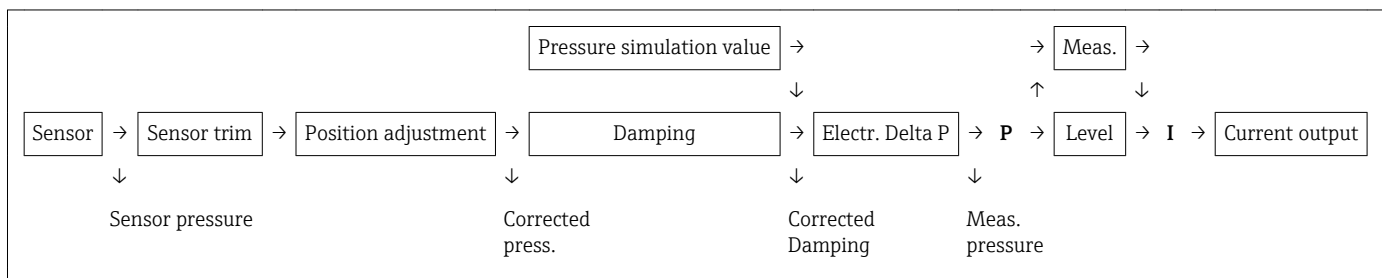 Pressure simulation value → → Meas. →
↓ ↑ ↓
Sensor → Sensor trim → Position adjustment → Damping → Electr. Delta P → P → Level → I → Current output
↓ ↓ ↓ ↓
Sensor pressure Corrected Corrected Meas.
press. Damping pressure